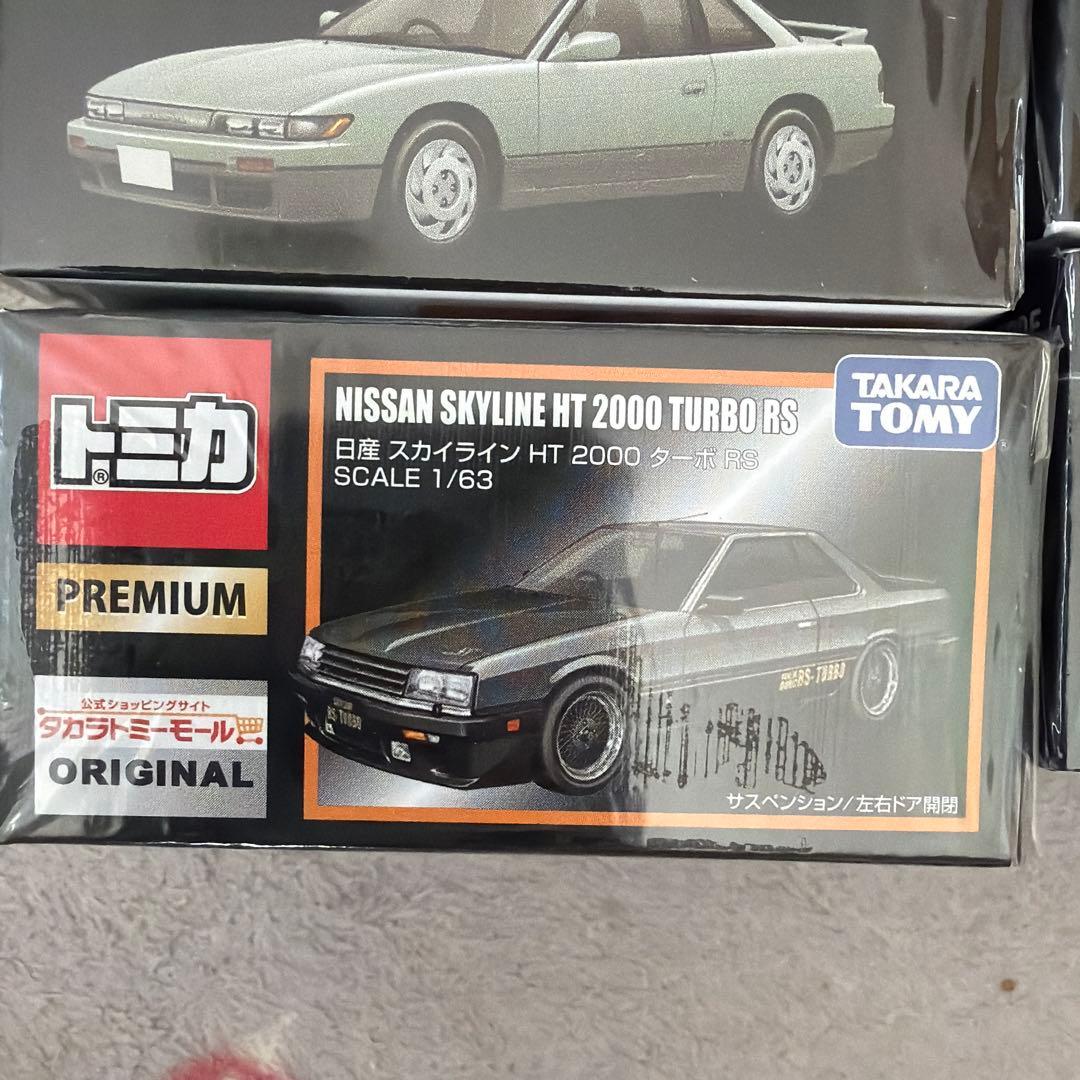 トミカ
®
PREMIUM
公式ショッピングサイト
タカラトミーモール
ORIGINAL
NISSAN SKYLINE HT 2000 TURBO RS
日産 スカイライン HT 2000 ターボ RS
SCALE 1/63
TAKARA
TOMY
®
RS-TURBO
RS-TURBO
サスペンション/左右ドア開閉